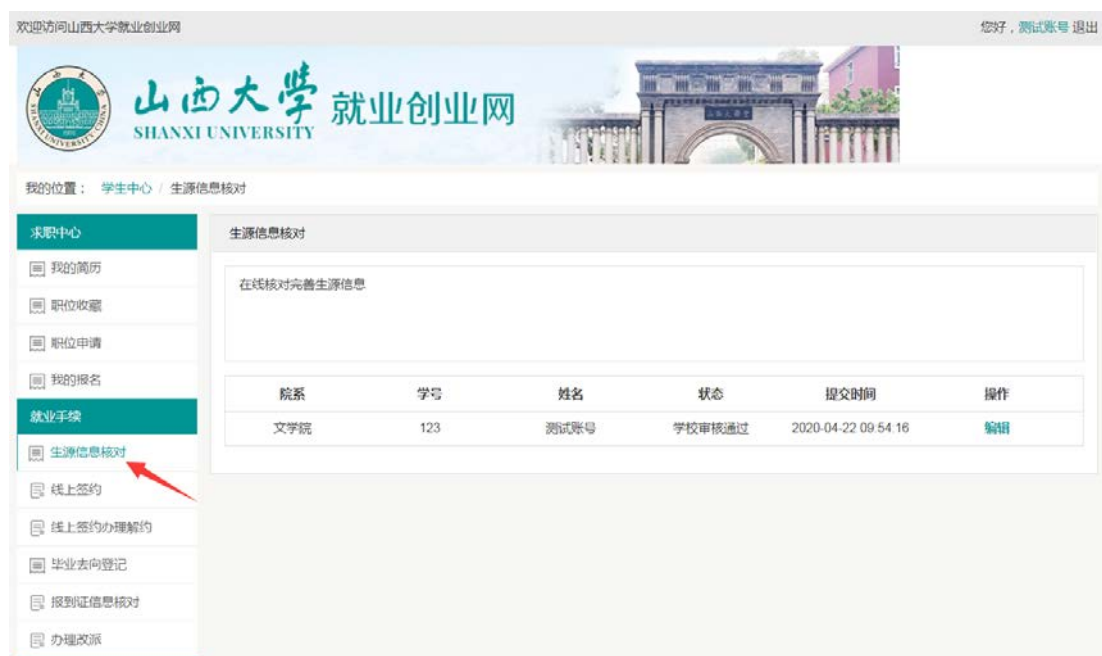 欢迎访问山西大学就业创业网
您好，测试账号 退出
山西大学 就业创业网
SHANXI UNIVERSITY
我的位置： 学生中心 / 生源信息核对
求职中心
我的简历
职位收藏
职位申请
我的报名
就业手续
生源信息核对
线上签约
线上签约办理解约
毕业去向登记
报到证信息核对
办理改派
生源信息核对
在线核对完善生源信息
院系 学号 姓名 状态 提交时间 操作
文学院 123 测试账号 学校审核通过 2020-04-22 09:54:16 编辑